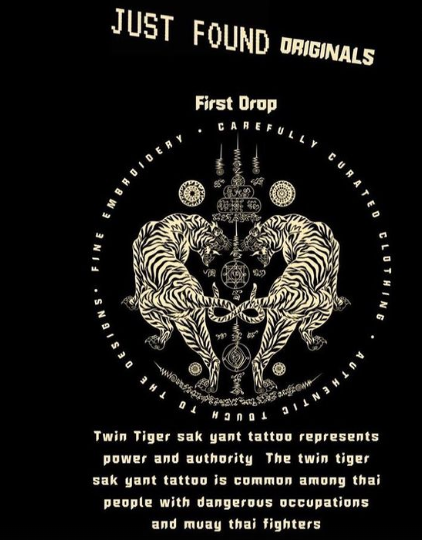 JUST FOUND ORIGINALS
First Drop
FINE EMBROIDERY • CAREFULLY CURATED CLOTHING • AUTHENTIC TOUCH TO THE DESIGNS •
Twin Tiger sak yant tattoo represents
power and authority The twin tiger
sak yant tattoo is common among thai
people with dangerous occupations
and muay thai fighters